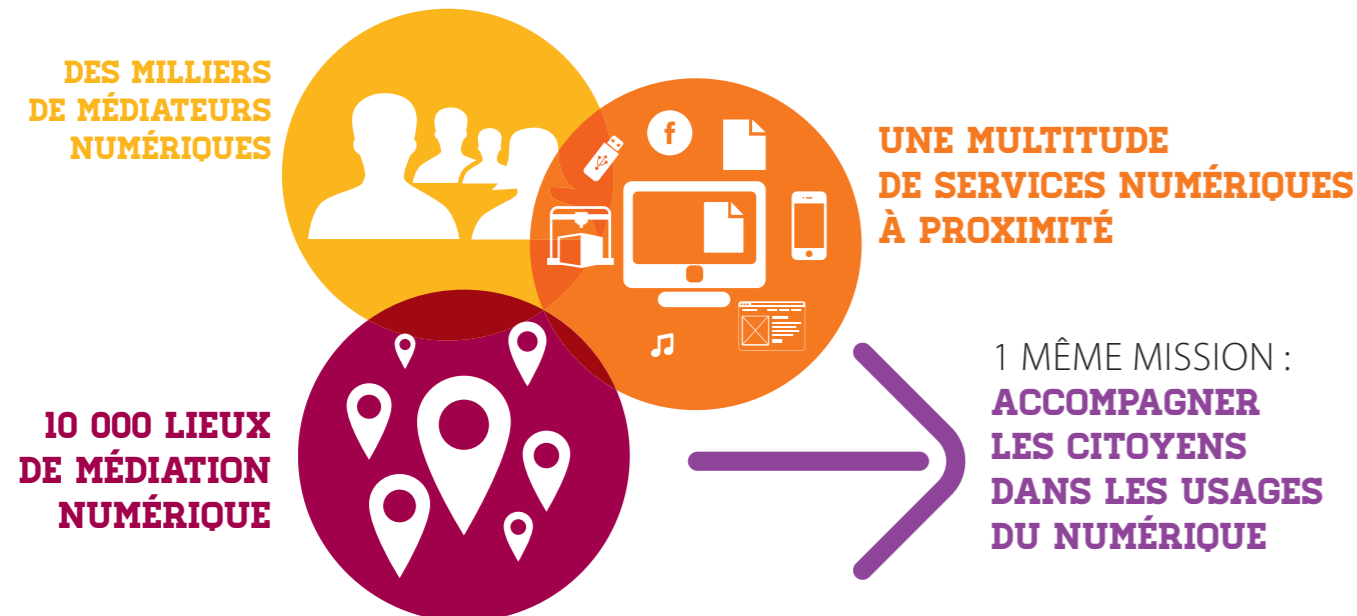 DES MILLIERS
DE MÉDIATEURS
NUMÉRIQUES
UNE MULTITUDE
DE SERVICES NUMÉRIQUES
À PROXIMITÉ
10 000 LIEUX
DE MÉDIATION
NUMÉRIQUE
1 MÊME MISSION :
ACCOMPAGNER
LES CITOYENS
DANS LES USAGES
DU NUMÉRIQUE